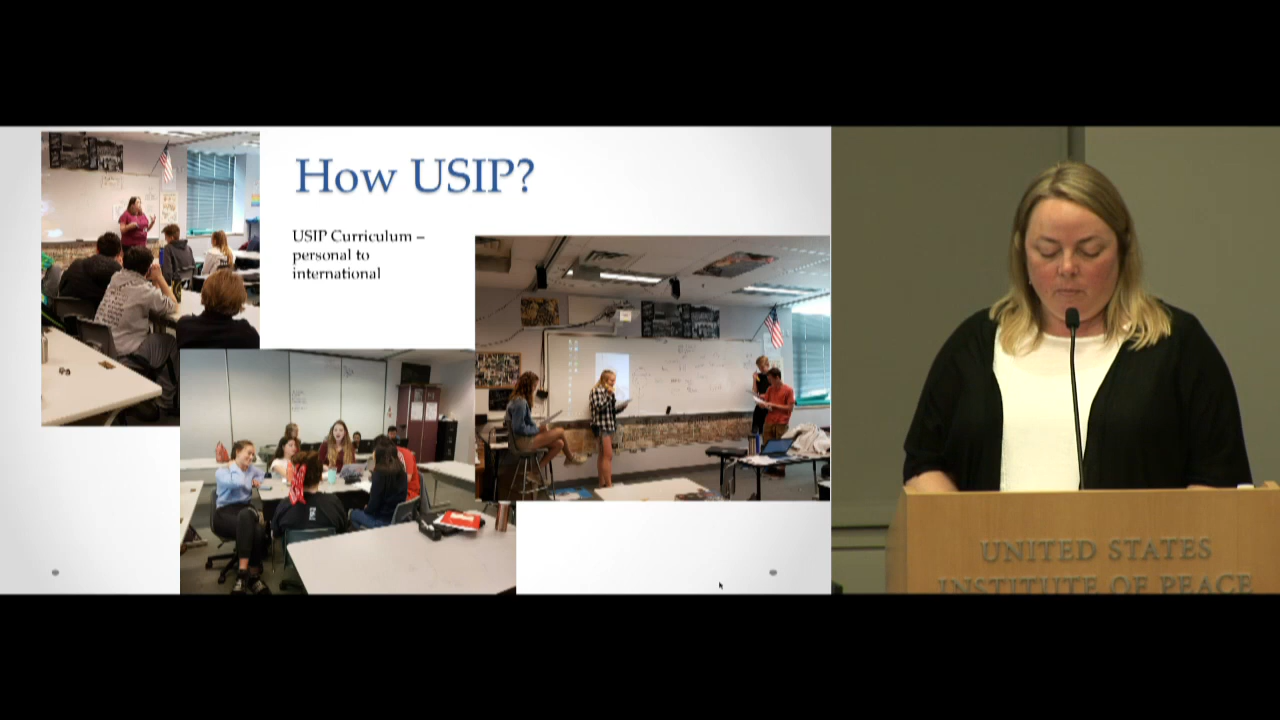 How USIP?
USIP Curriculum –
personal to
international
UNITED STATES
INSTITUTE OF PEACE